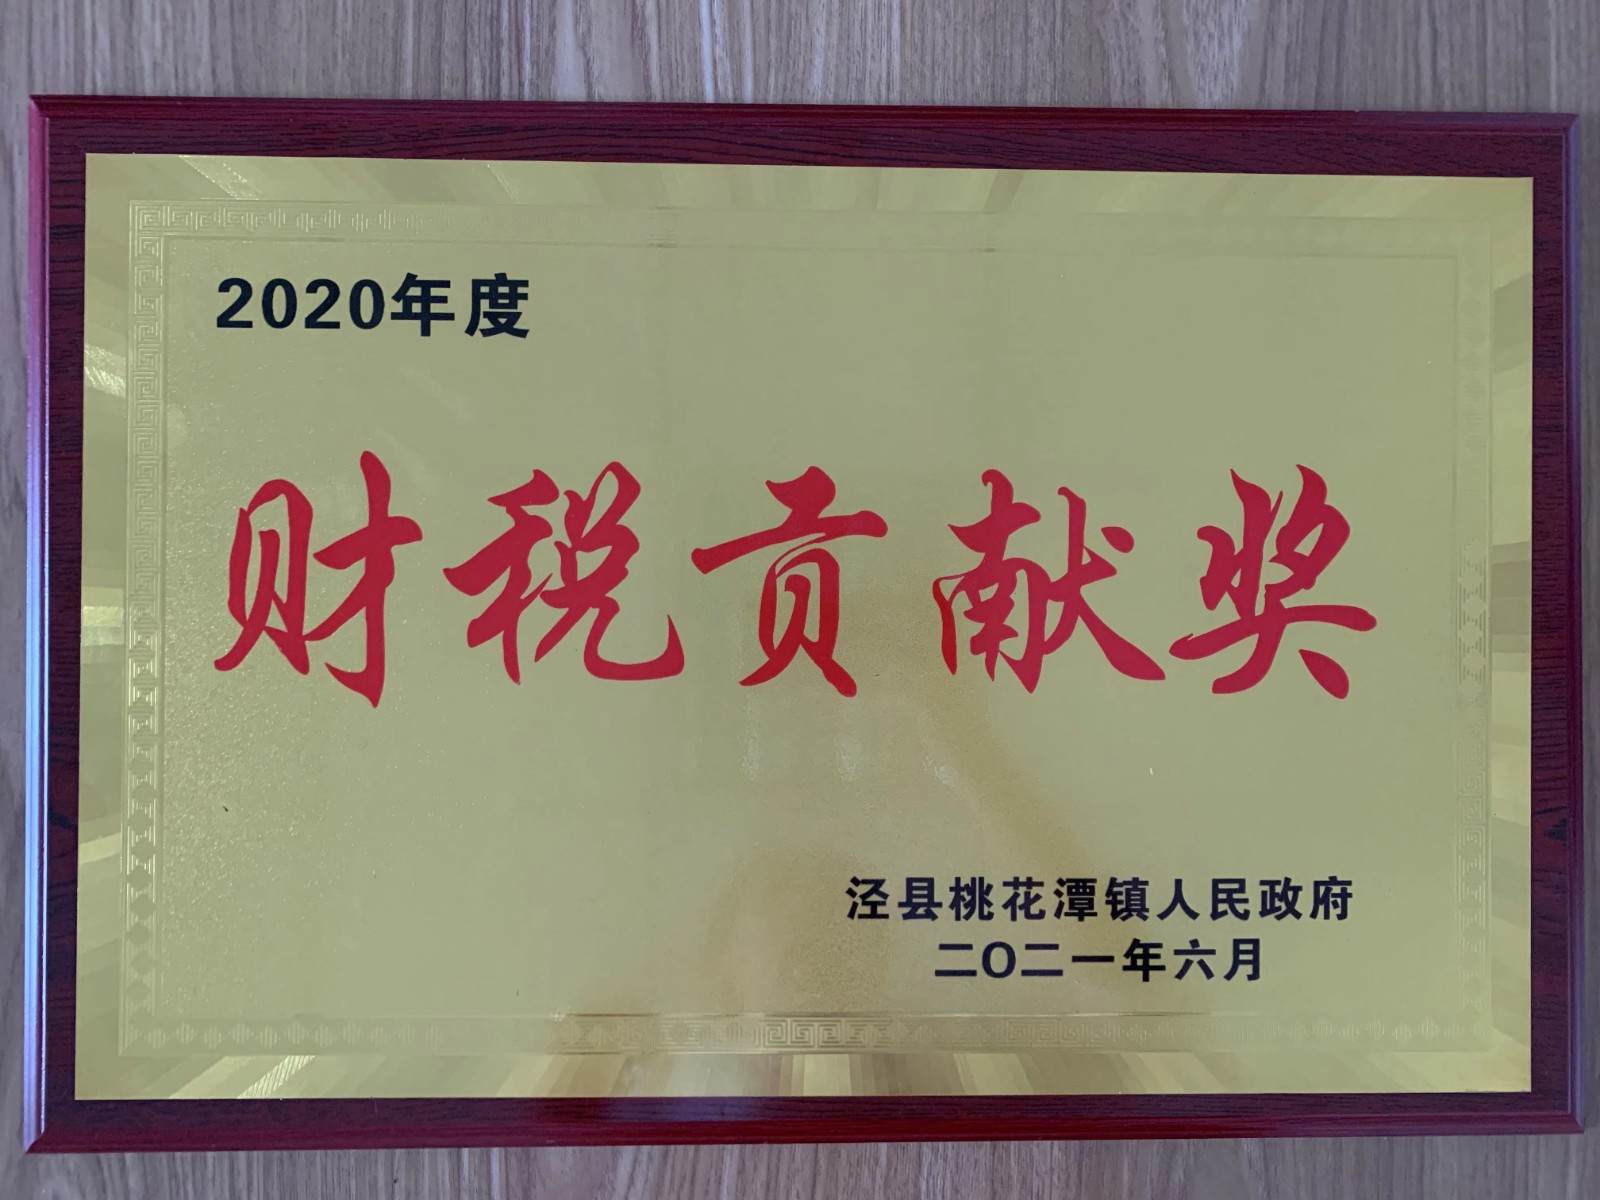 2020年度
财税贡献奖
泾县桃花潭镇人民政府
二〇二一年六月